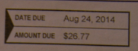 DATE DUE Aug 24, 2014
AMOUNT DUE $26.77